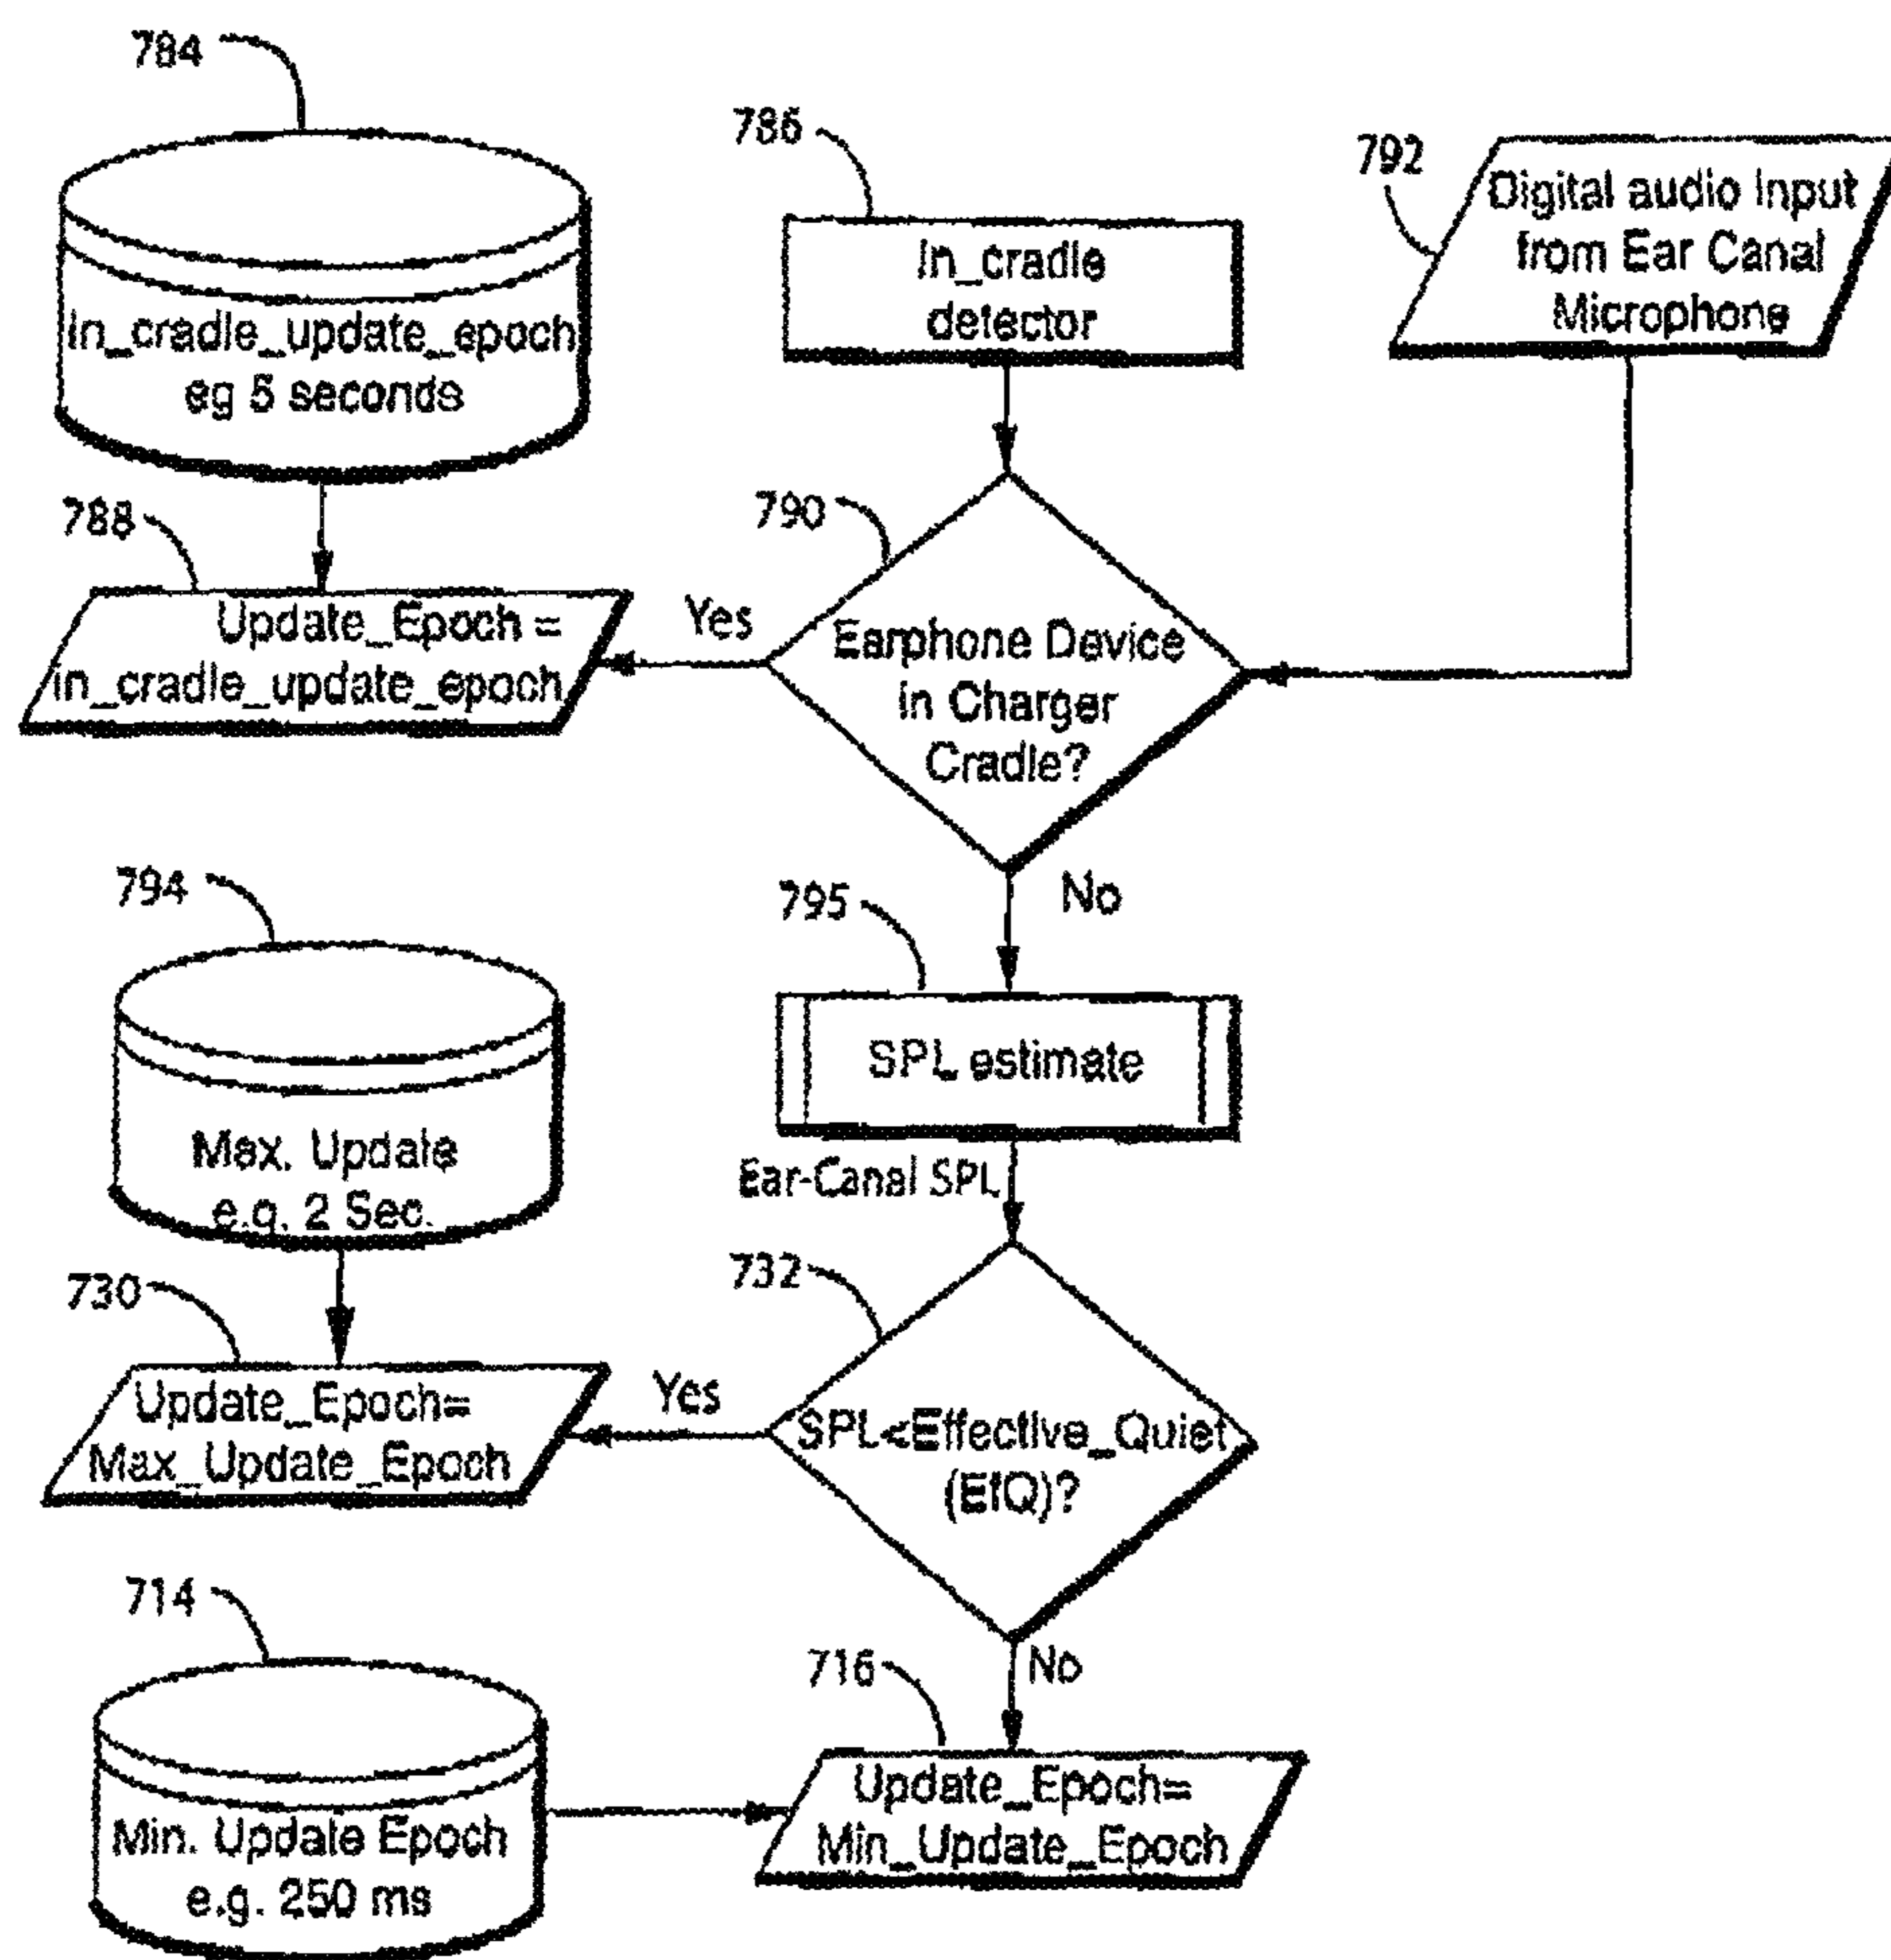 784
786
792
In_cradle_update_epoch
eg 5 seconds
In_cradle
detector
Digital audio Input
from Ear Canal
Microphone
788
790
Update_Epoch =
in_cradle_update_epoch
Yes
Earphone Device
in Charger
Cradle?
794
795
No
Max. Update
e.g. 2 Sec.
SPL estimate
Ear-Canal SPL
730
732
Update_Epoch=
Max_Update_Epoch
Yes
SPL<Effective_Quiet
(EfQ)?
714
716
No
Min. Update Epoch
e.g. 250 ms
Update_Epoch=
Min_Update_Epoch